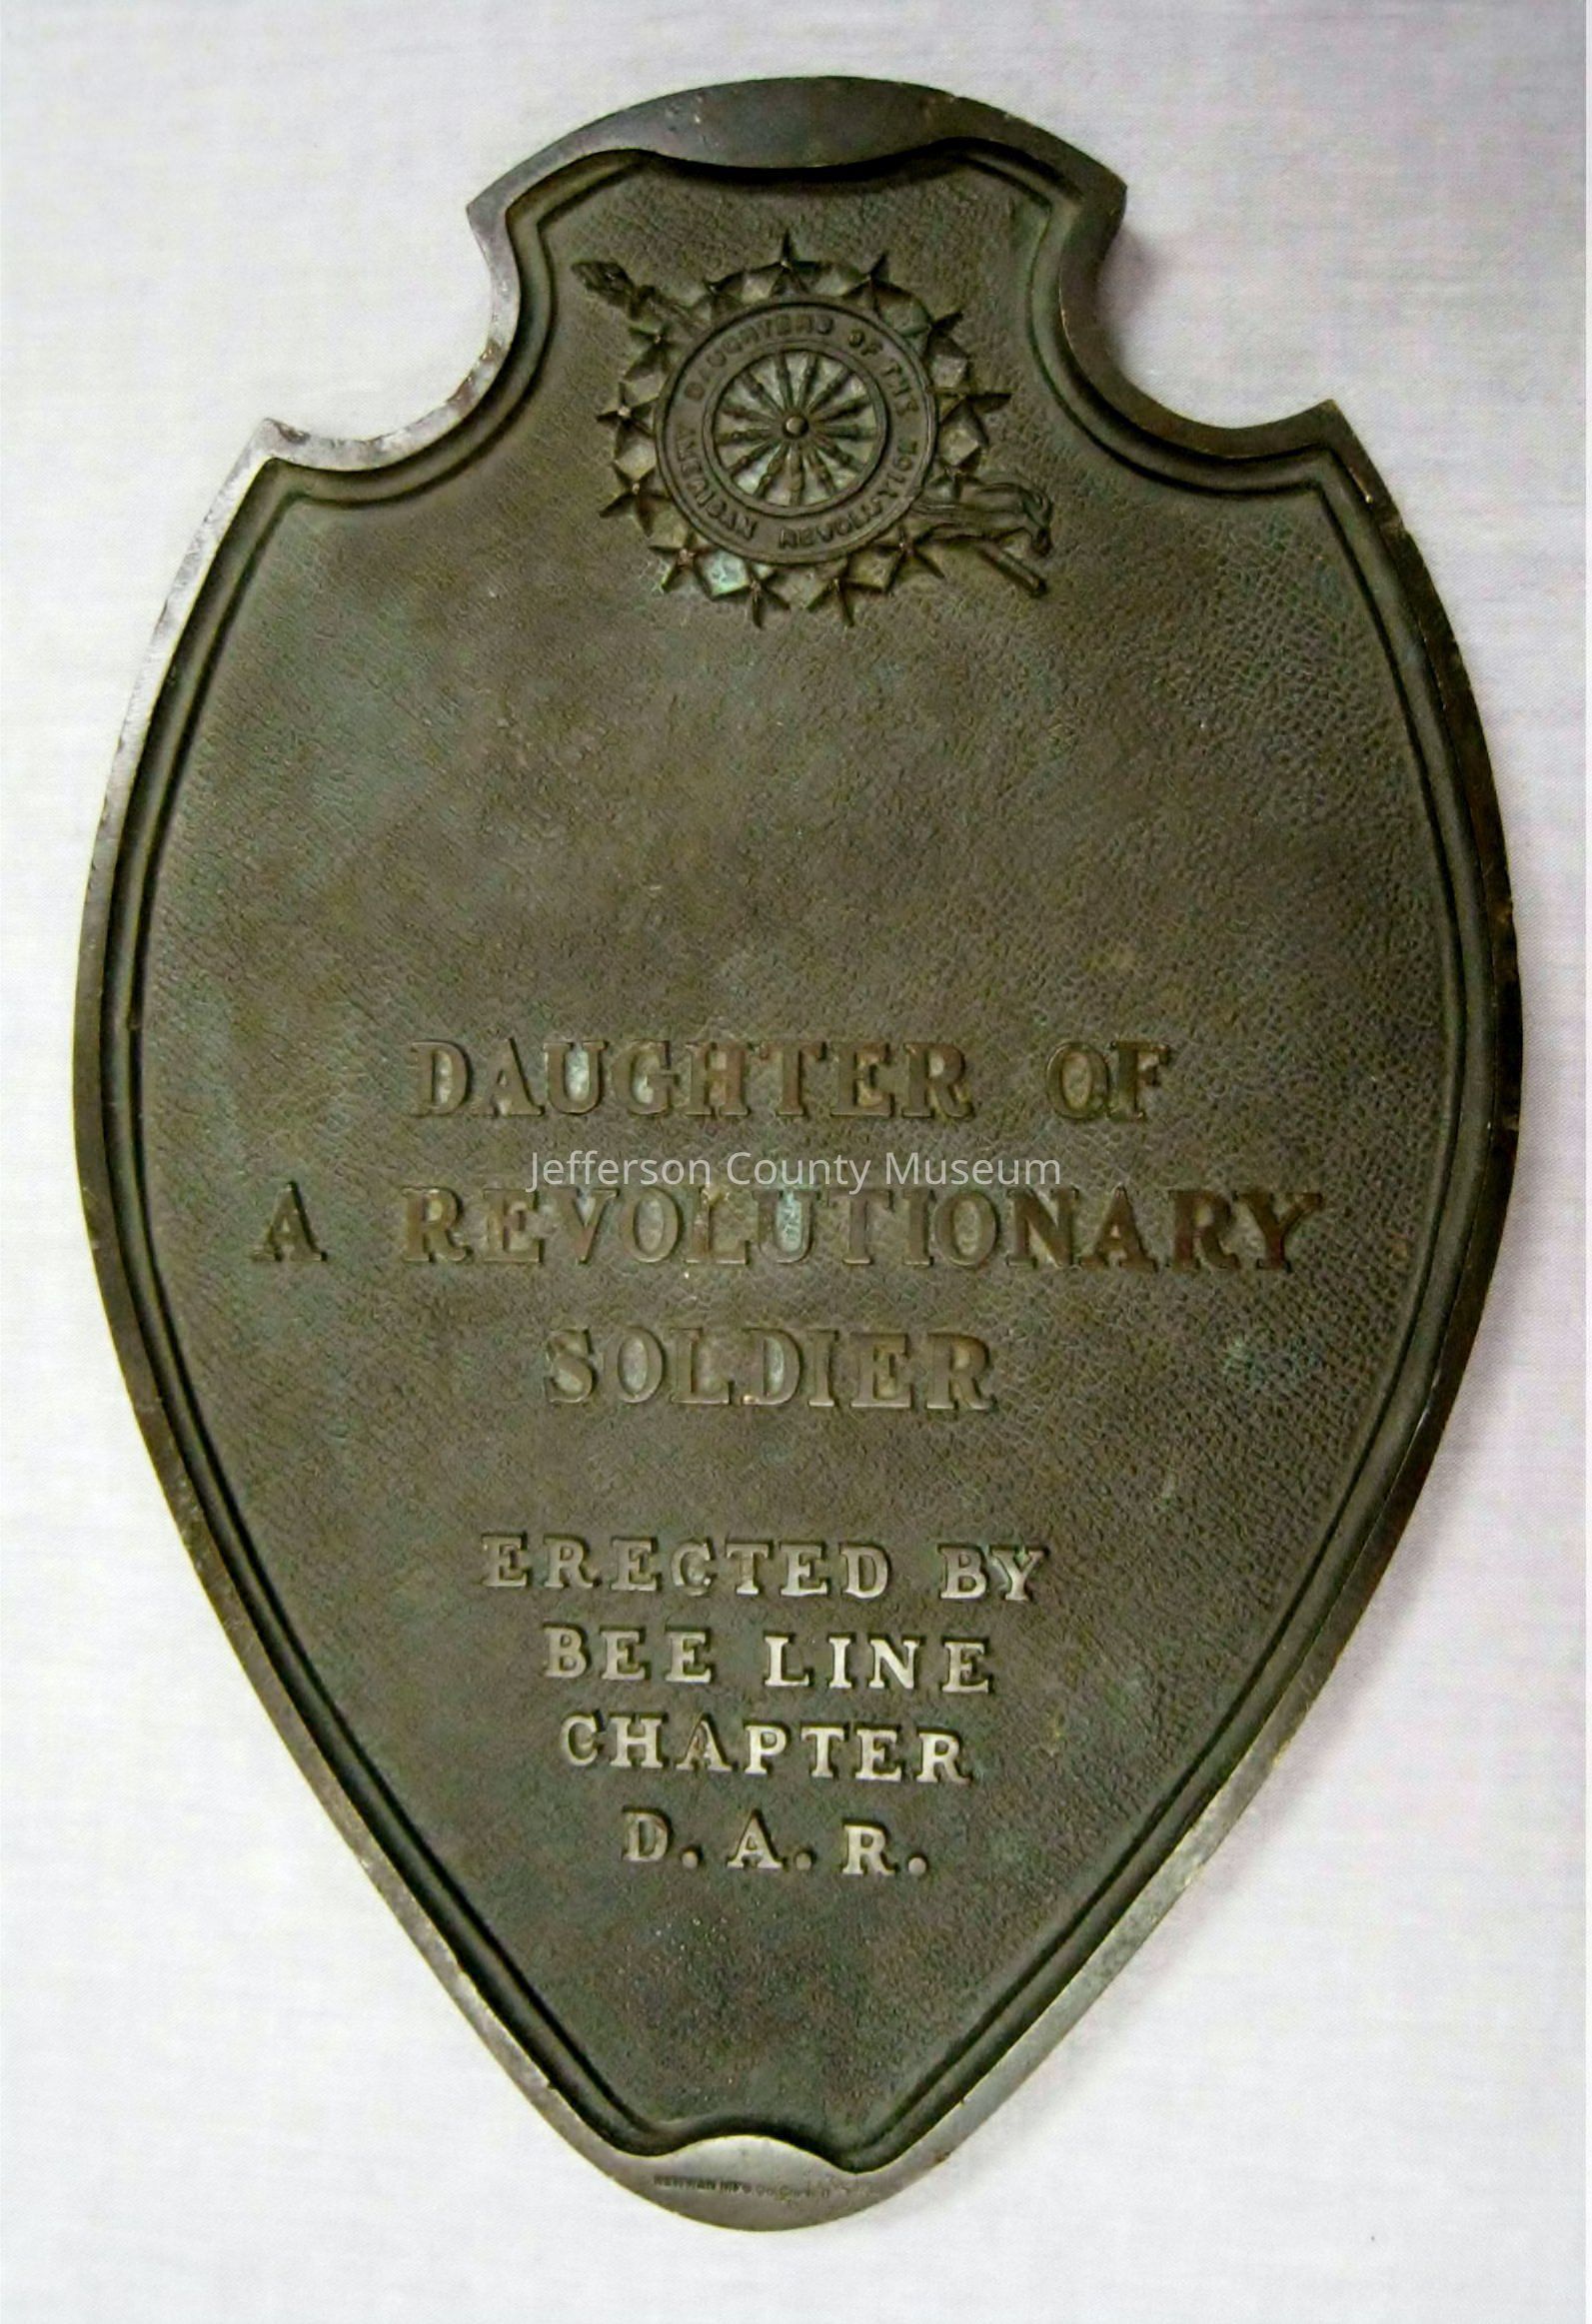 DAUGHTERS OF THE AMERICAN REVOLUTION
DAUGHTER OF
Jefferson County Museum
A REVOLUTIONARY
SOLDIER
ERECTED BY
BEE LINE
CHAPTER
D. A. R.